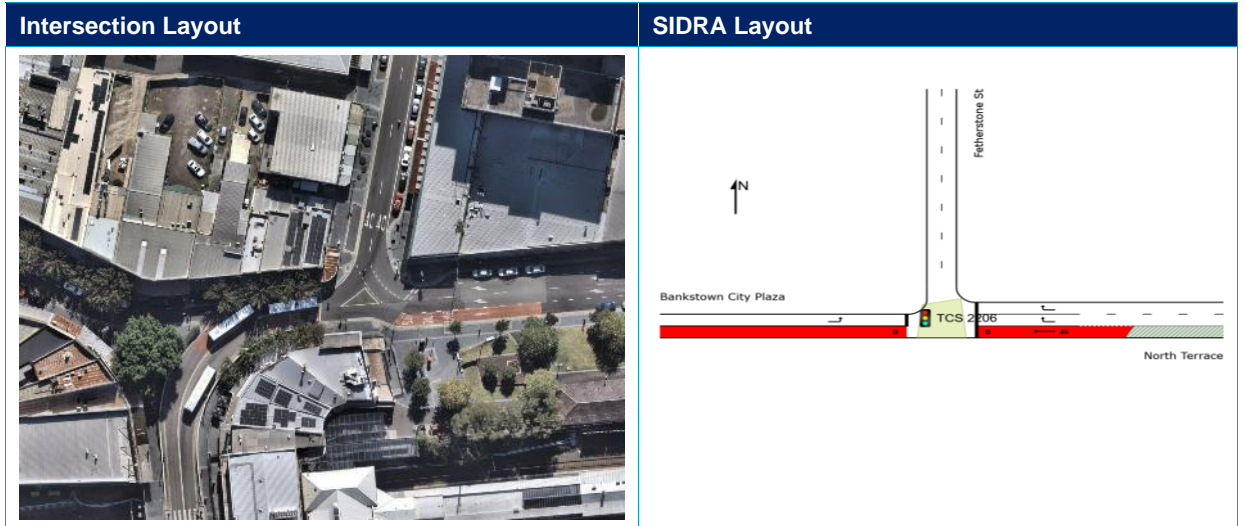 Intersection Layout
SIDRA Layout
Fetherstone St
N
Bankstown City Plaza
TCS 2206
North Terrace